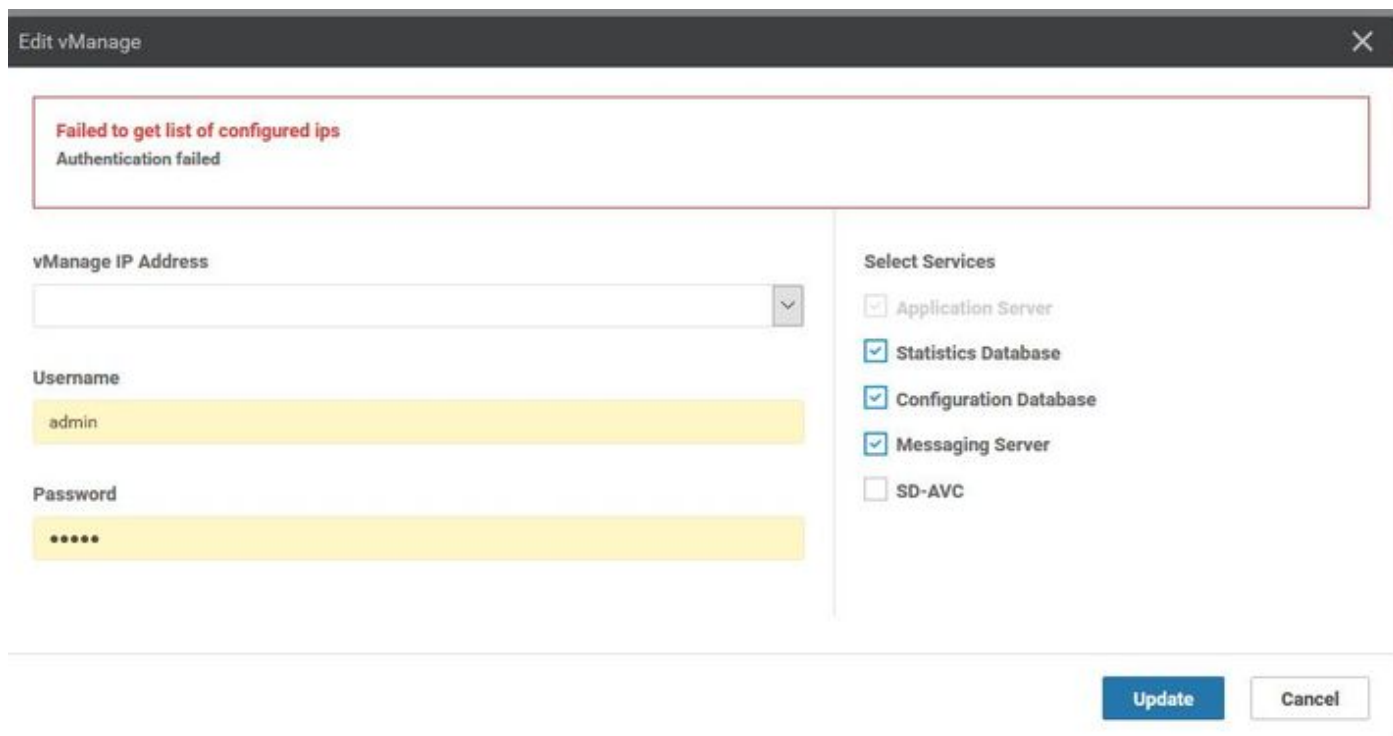 Edit vManage
Failed to get list of configured ips
Authentication failed
vManage IP Address
Username
admin
Password
•••••
Select Services
Application Server
Statistics Database
Configuration Database
Messaging Server
SD-AVC
Update
Cancel